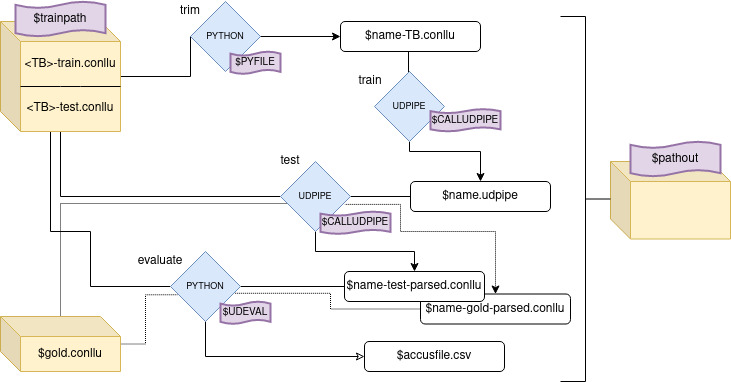 $trainpath
trim
PYTHON
$PYFILE
$name-TB.conllu
<TB>-train.conllu
<TB>-test.conllu
train
UDPIPE
$CALLUDPIPE
$pathout
test
UDPIPE
$CALLUDPIPE
$name.udpipe
evaluate
PYTHON
$UDEVAL
$name-test-parsed.conllu
$name-gold-parsed.conllu
$gold.conllu
$accusfile.csv